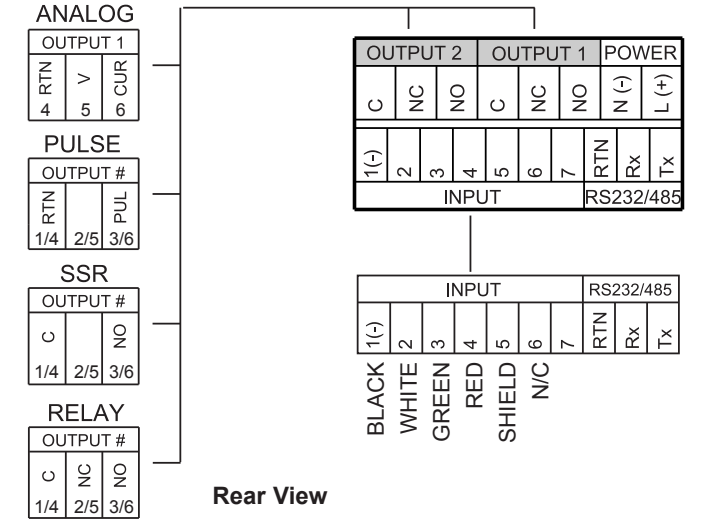 ANALOG
OUTPUT 1
RTN V CUR
4 5 6
PULSE
OUTPUT #
RTN PUL
1/4 2/5 3/6
SSR
OUTPUT #
C NO
1/4 2/5 3/6
RELAY
OUTPUT #
C NC NO
1/4 2/5 3/6
OUTPUT 2 OUTPUT 1 POWER
C NC NO C NC NO N (-) L (+)
1(-) 2 3 4 5 6 7 RTN Rx Tx
INPUT RS232/485
INPUT RS232/485
1(-) 2 3 4 5 6 7 RTN Rx Tx
BLACK WHITE GREEN RED SHIELD N/C
Rear View